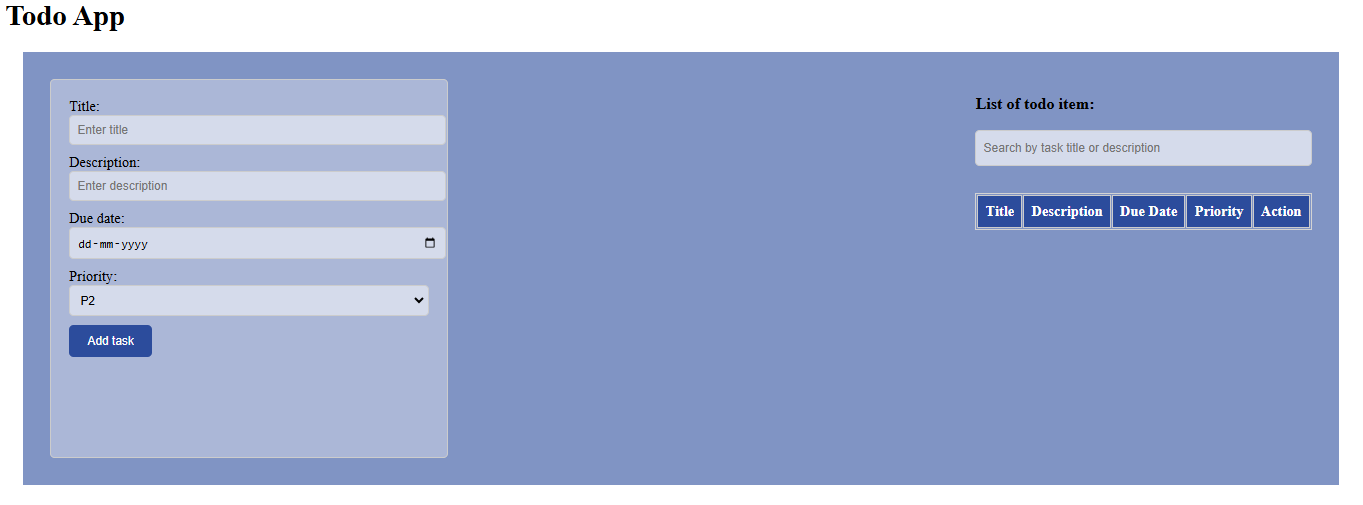 Todo App
Title:
Enter title
Description:
Enter description
Due date:
dd-mm-yyyy
Priority:
P2
Add task
List of todo item:
Search by task title or description
Title Description Due Date Priority Action